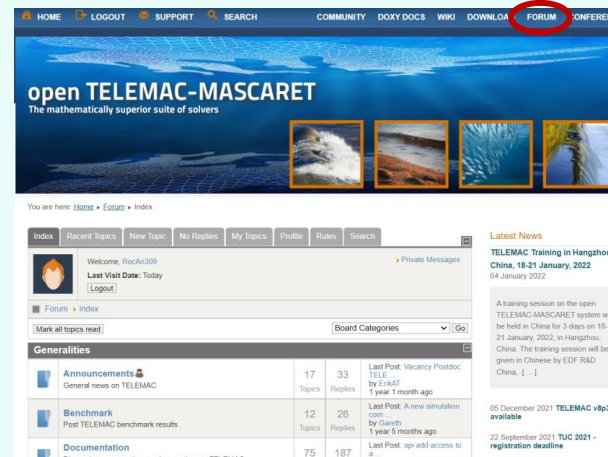 HOME LOGOUT SUPPORT SEARCH COMMUNITY DOXY DOCS WIKI DOWNLOAD FORUM CONFERE
open TELEMAC-MASCARET
The mathematically superior suite of solvers
You are here: Home ▸ Forum ▸ Index
Index Recent Topics New Topic No Replies My Topics Profile Rules Search
Welcome, RocAn309
Private Messages
Last Visit Date: Today
Logout
Forum Index
Mark all topics read Board Categories Go
Generalities
Announcements
General news on TELEMAC
17 Topics
33 Replies
Last Post: Vacancy Postdoc TELE ...
by ErikAT
1 year 1 month ago
Benchmark
Post TELEMAC benchmark results
12 Topics
26 Replies
Last Post: A new simulation com ...
by Gareth
1 year 5 months ago
Documentation
75 Topics
187 Replies
Last Post: api add access to a ...
Latest News
TELEMAC Training in Hangzhou
China, 18-21 January, 2022
04 January 2022
A training session on the open
TELEMAC-MASCARET system w
be held in China for 3 days on 18-
21 January, 2022, in Hangzhou,
China. The training session will be
given in Chinese by EDF R&D
China, [ ... ]
05 December 2021 TELEMAC v8p3
available
22 September 2021 TUC 2021 -
registration deadline